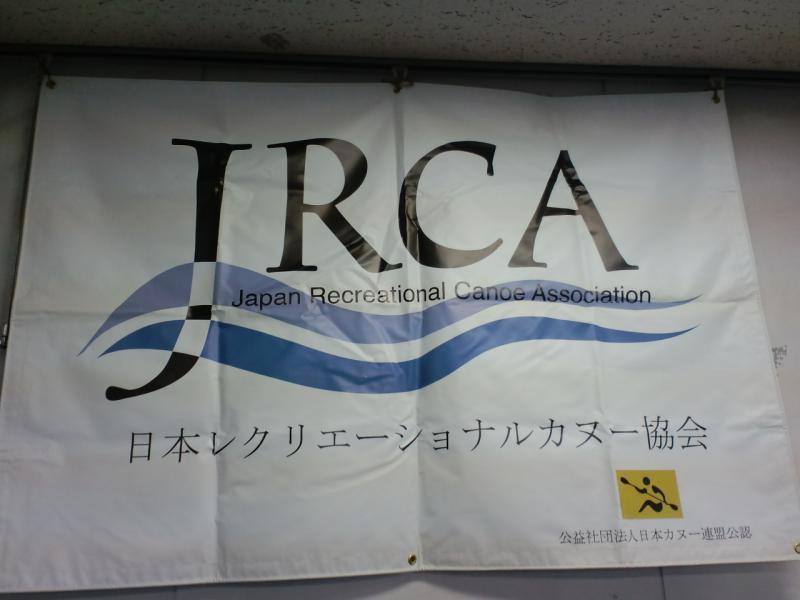 JRCA
Japan Recreational Canoe Association
日本レクリエーショナルカヌー協会
公益社団法人日本カヌー連盟公認